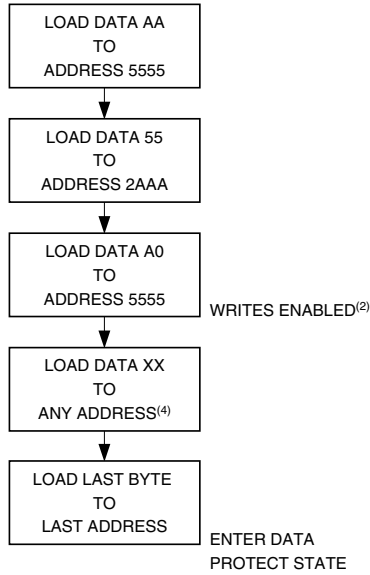 LOAD DATA AA
TO
ADDRESS 5555
LOAD DATA 55
TO
ADDRESS 2AAA
LOAD DATA A0
TO
ADDRESS 5555
WRITES ENABLED(2)
LOAD DATA XX
TO
ANY ADDRESS(4)
LOAD LAST BYTE
TO
LAST ADDRESS
ENTER DATA
PROTECT STATE